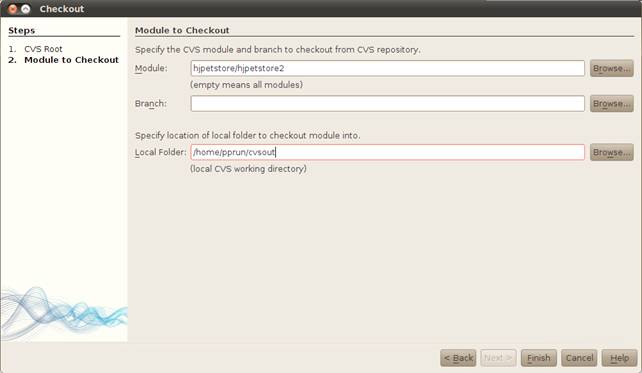 Checkout
Steps
1. CVS Root
2. Module to Checkout
Module to Checkout
Specify the CVS module and branch to checkout from CVS repository.
Module: hjpetstore/hjpetstore2 Browse...
(empty means all modules)
Branch: Browse...
Specify location of local folder to checkout module into.
Local Folder: /home/pprun/cvsout Browse...
(local CVS working directory)
< Back Next > Finish Cancel Help